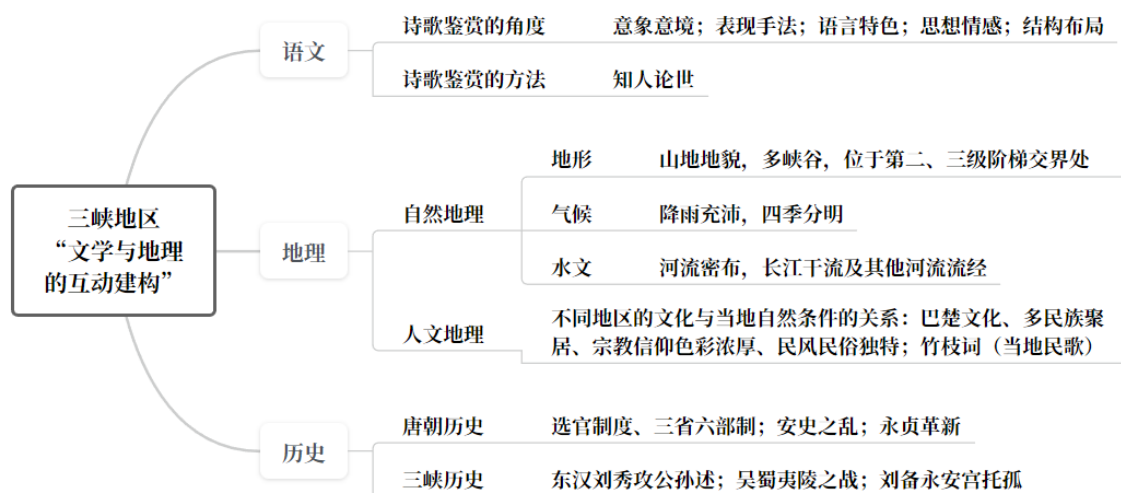 三峡地区
“文学与地理
的互动建构”
语文
诗歌鉴赏的角度 意象意境；表现手法；语言特色；思想情感；结构布局
诗歌鉴赏的方法 知人论世
地理
自然地理
地形 山地地貌，多峡谷，位于第二、三级阶梯交界处
气候 降雨充沛，四季分明
水文 河流密布，长江干流及其他河流流经
人文地理
不同地区的文化与当地自然条件的关系：巴楚文化、多民族聚
居、宗教信仰色彩浓厚、民风民俗独特；竹枝词（当地民歌）
历史
唐朝历史 选官制度、三省六部制；安史之乱；永贞革新
三峡历史 东汉刘秀攻公孙述；吴蜀夷陵之战；刘备永安宫托孤